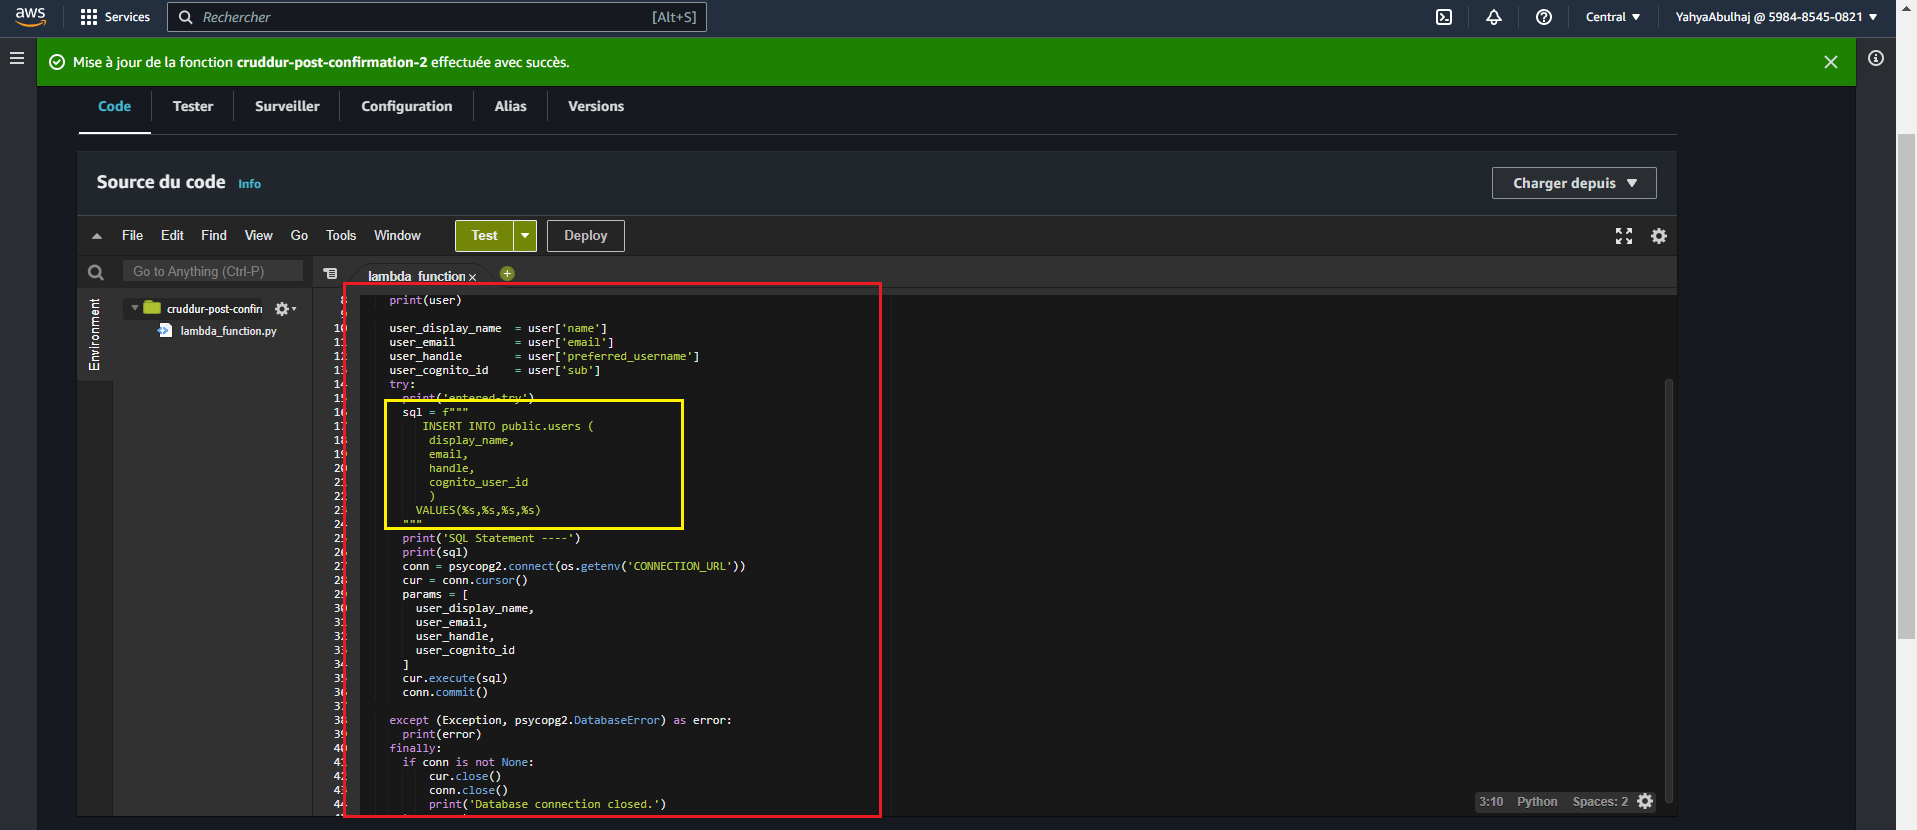 aws Services Rechercher [Alt+S] Central YahyaAbulhaj @ 5984-8545-0821
Mise à jour de la fonction cruddur-post-confirmation-2 effectuée avec succès.
Code Tester Surveiller Configuration Alias Versions
Source du code Info Charger depuis
File Edit Find View Go Tools Window Test Deploy
Go to Anything (Ctrl-P) lambda_function
Environment
cruddur-post-confirm
lambda_function.py
8 print(user)
9
10 user_display_name = user['name']
11 user_email = user['email']
12 user_handle = user['preferred_username']
13 user_cognito_id = user['sub']
14 try:
15 print('entered-try')
16 sql = f"""
17 INSERT INTO public.users (
18 display_name,
19 email,
20 handle,
21 cognito_user_id
22 )
23 VALUES(%s,%s,%s,%s)
24 """
25 print('SQL Statement ----')
26 print(sql)
27 conn = psycopg2.connect(os.getenv('CONNECTION_URL'))
28 cur = conn.cursor()
29 params = [
30 user_display_name,
31 user_email,
32 user_handle,
33 user_cognito_id
34 ]
35 cur.execute(sql)
36 conn.commit()
37
38 except (Exception, psycopg2.DatabaseError) as error:
39 print(error)
40 finally:
41 if conn is not None:
42 cur.close()
43 conn.close()
44 print('Database connection closed.')
3:10 Python Spaces: 2